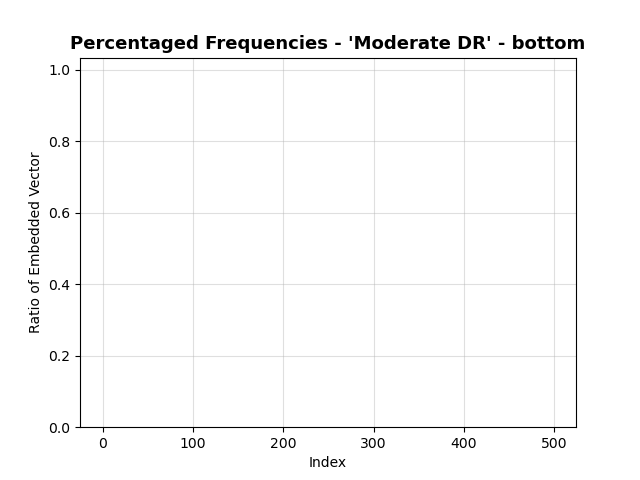 Percentaged Frequencies - 'Moderate DR' - bottom
1.0
0.8
0.6
0.4
0.2
0.0
Ratio of Embedded Vector
0 100 200 300 400 500
Index